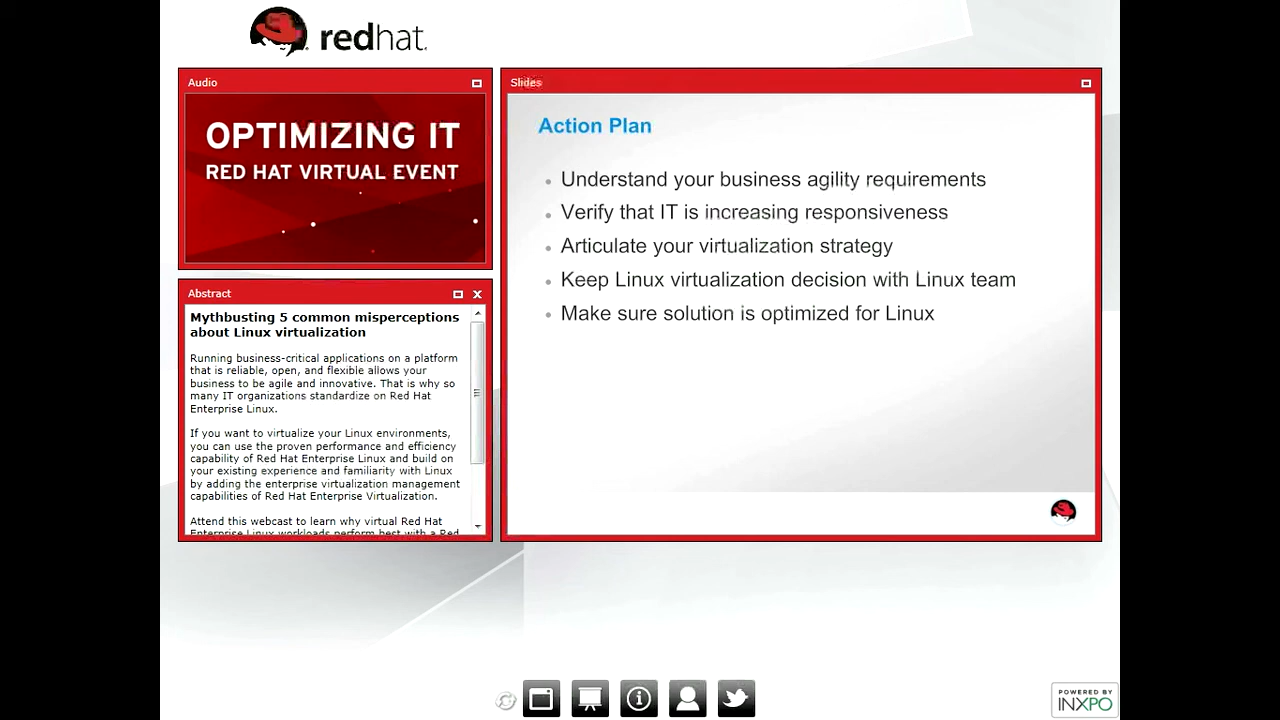 redhat.
Audio
OPTIMIZING IT
RED HAT VIRTUAL EVENT
Abstract
Mythbusting 5 common misperceptions
about Linux virtualization
Running business-critical applications on a platform
that is reliable, open, and flexible allows your
business to be agile and innovative. That is why so
many IT organizations standardize on Red Hat
Enterprise Linux.
If you want to virtualize your Linux environments,
you can use the proven performance and efficiency
capability of Red Hat Enterprise Linux and build on
your existing experience and familiarity with Linux
by adding the enterprise virtualization management
capabilities of Red Hat Enterprise Virtualization.
Attend this webcast to learn why virtual Red Hat
Enterprise Linux workloads perform best with a Red
Slides
Action Plan
• Understand your business agility requirements
• Verify that IT is increasing responsiveness
• Articulate your virtualization strategy
• Keep Linux virtualization decision with Linux team
• Make sure solution is optimized for Linux
POWERED BY
INXPO